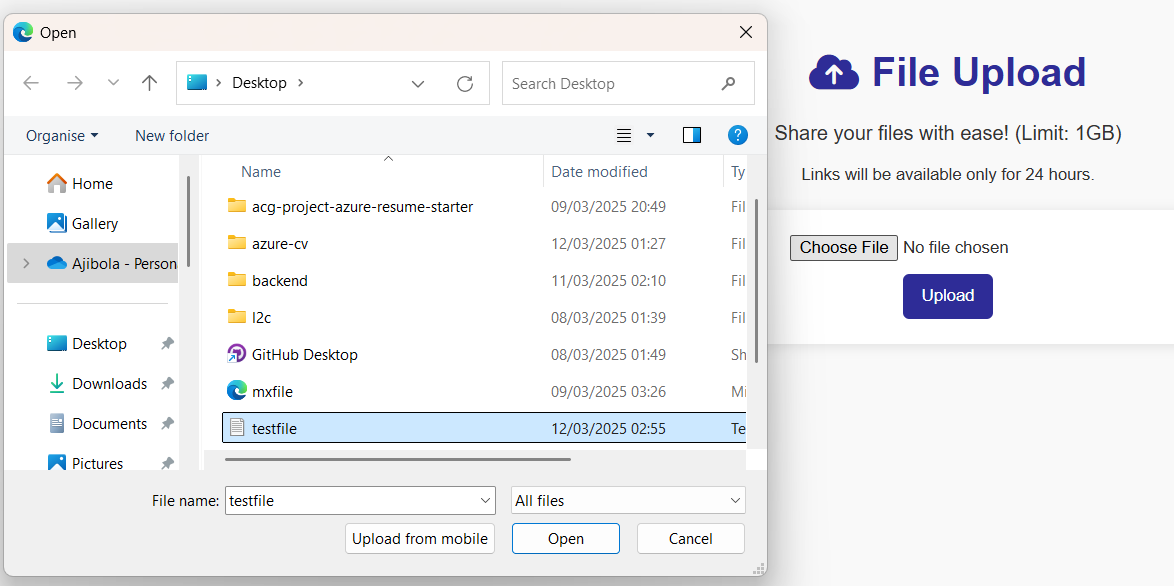 Open
Desktop
Search Desktop
Organise
New folder
Home
Gallery
Ajibola - Person
Desktop
Downloads
Documents
Pictures
Name Date modified Ty
acg-project-azure-resume-starter 09/03/2025 20:49 Fil
azure-cv 12/03/2025 01:27 Fil
backend 11/03/2025 02:10 Fil
08/03/2025 01:39 Fil
GitHub Desktop 08/03/2025 01:49 Sh
mxfile 09/03/2025 03:26 Mi
testfile 12/03/2025 02:55 Te
File name: testfile All files
Upload from mobile Open Cancel
File Upload
Share your files with ease! (Limit: 1GB)
Links will be available only for 24 hours.
Choose File No file chosen
Upload